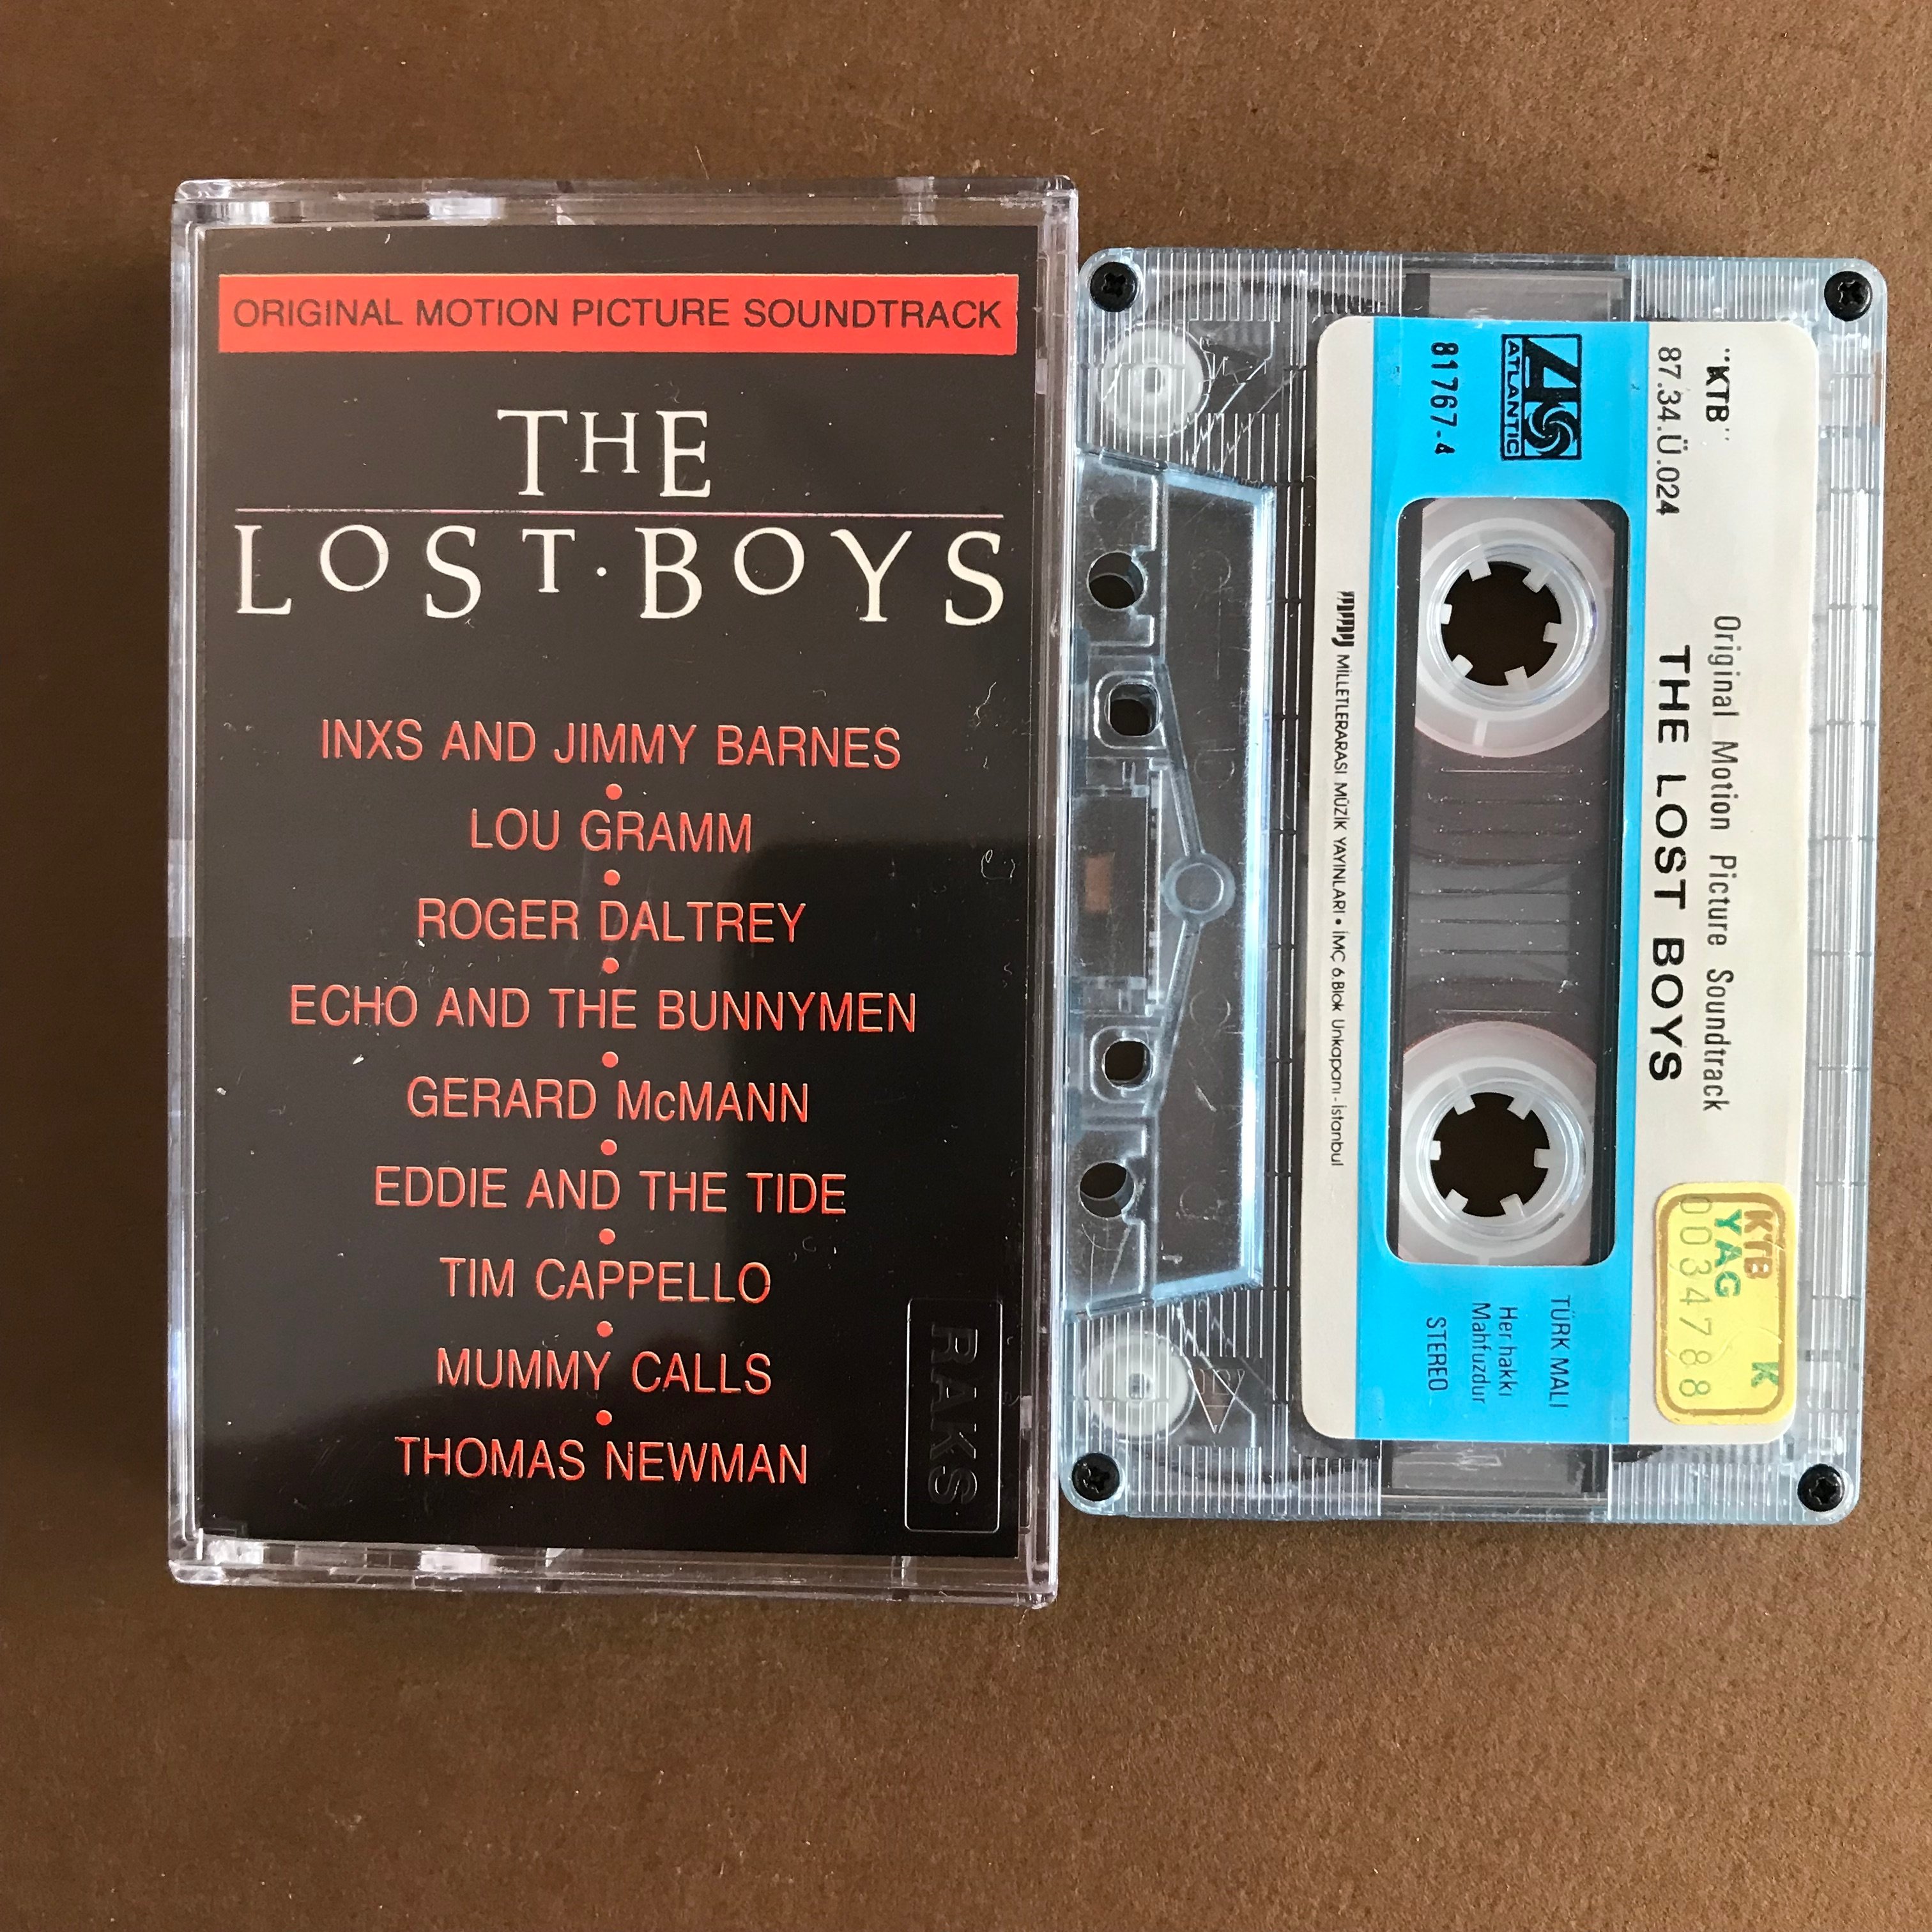 ORIGINAL MOTION PICTURE SOUNDTRACK
THE
LOST·BOYS
INXS AND JIMMY BARNES
•
LOU GRAMM
•
ROGER DALTREY
•
ECHO AND THE BUNNYMEN
•
GERARD McMANN
•
EDDIE AND THE TIDE
•
TIM CAPPELLO
•
MUMMY CALLS
•
THOMAS NEWMAN
RAKS
"KTB"
87.34.Ü.024
Original Motion Picture Soundtrack
THE LOST BOYS
ATLANTIC
81767-4
KTB
YAG K
0034788
TÜRK MALI
Her hakkı
Mahfuzdur
STEREO
MİLLETLERARASI MÜZİK YAYINLARI • İMÇ 6.Blok Unkapanı - İstanbul